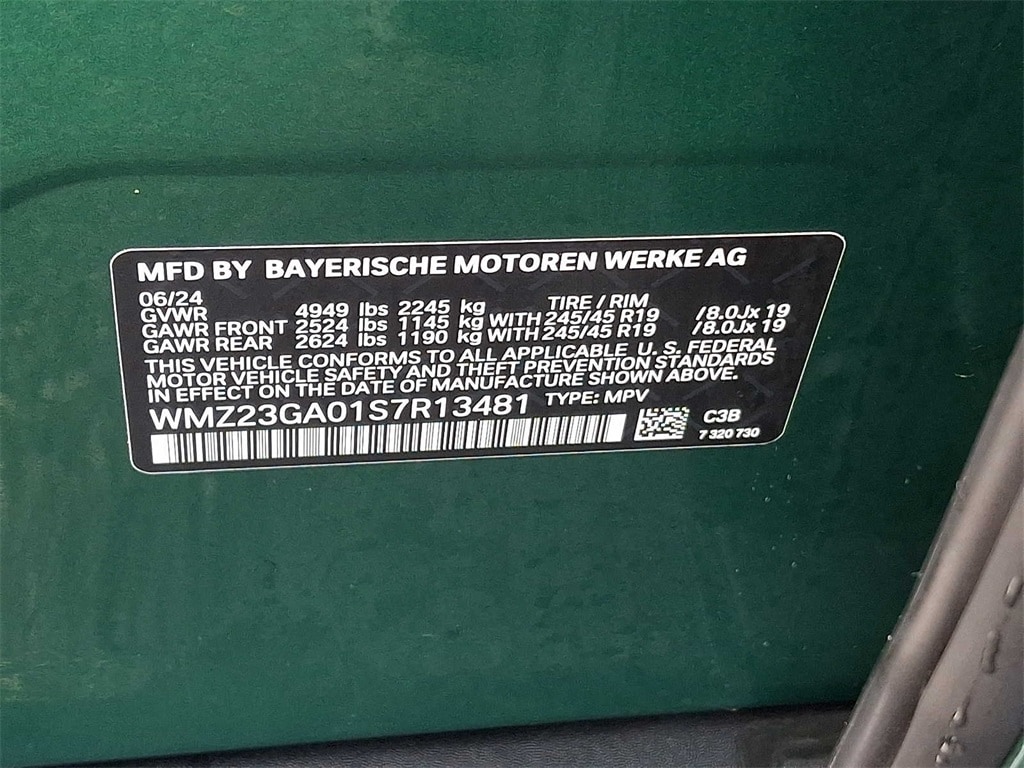 MFD BY BAYERISCHE MOTOREN WERKE AG
06/24 TIRE / RIM
GVWR 4949 lbs 2245 kg
GAWR FRONT 2524 lbs 1145 kg WITH 245/45 R19 /8.0Jx 19
GAWR REAR 2624 lbs 1190 kg WITH 245/45 R19 /8.0Jx 19
THIS VEHICLE CONFORMS TO ALL APPLICABLE U. S. FEDERAL
MOTOR VEHICLE SAFETY AND THEFT PREVENTION STANDARDS
IN EFFECT ON THE DATE OF MANUFACTURE SHOWN ABOVE.
WMZ23GA01S7R13481 TYPE: MPV
C3B
7 320 730